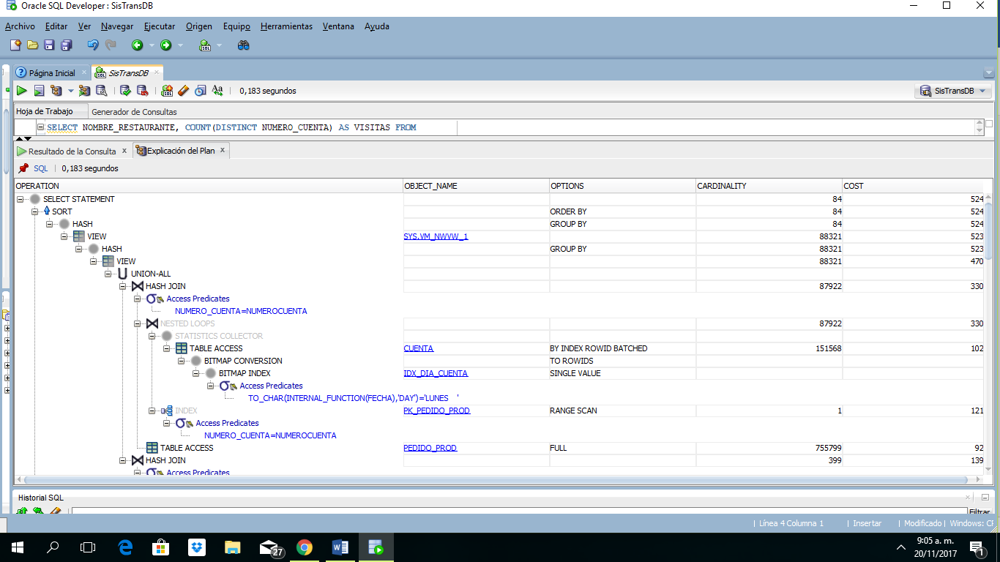 Oracle SQL Developer : SisTransDB
Archivo Editar Ver Navegar Ejecutar Origen Equipo Herramientas Ventana Ayuda
Página Inicial SisTransDB
0,183 segundos SisTransDB
Hoja de Trabajo Generador de Consultas
SELECT NOMBRE_RESTAURANTE, COUNT(DISTINCT NUMERO_CUENTA) AS VISITAS FROM
Resultado de la Consulta x Explicación del Plan x
SQL | 0,183 segundos
OPERATION OBJECT_NAME OPTIONS CARDINALITY COST
SELECT STATEMENT 84 524
SORT ORDER BY 84 524
HASH GROUP BY 84 524
VIEW SYS.VM_NWVW_1 88321 523
HASH GROUP BY 88321 523
VIEW 88321 470
UNION-ALL
HASH JOIN 87922 330
Access Predicates
NUMERO_CUENTA=NUMEROCUENTA
NESTED LOOPS 87922 330
STATISTICS COLLECTOR
TABLE ACCESS CUENTA BY INDEX ROWID BATCHED 151568 102
BITMAP CONVERSION TO ROWIDS
BITMAP INDEX IDX_DIA_CUENTA SINGLE VALUE
Access Predicates
TO_CHAR(INTERNAL_FUNCTION(FECHA),'DAY')='LUNES    '
INDEX PK_PEDIDO_PROD RANGE SCAN 1 121
Access Predicates
NUMERO_CUENTA=NUMEROCUENTA
TABLE ACCESS PEDIDO_PROD FULL 755799 92
HASH JOIN 399 139
Access Predicates
Historial SQL
Filtrar
| Línea 4 Columna 1 | Insertar | Modificado | Windows: CF
27
9:05 a. m.
20/11/2017
1